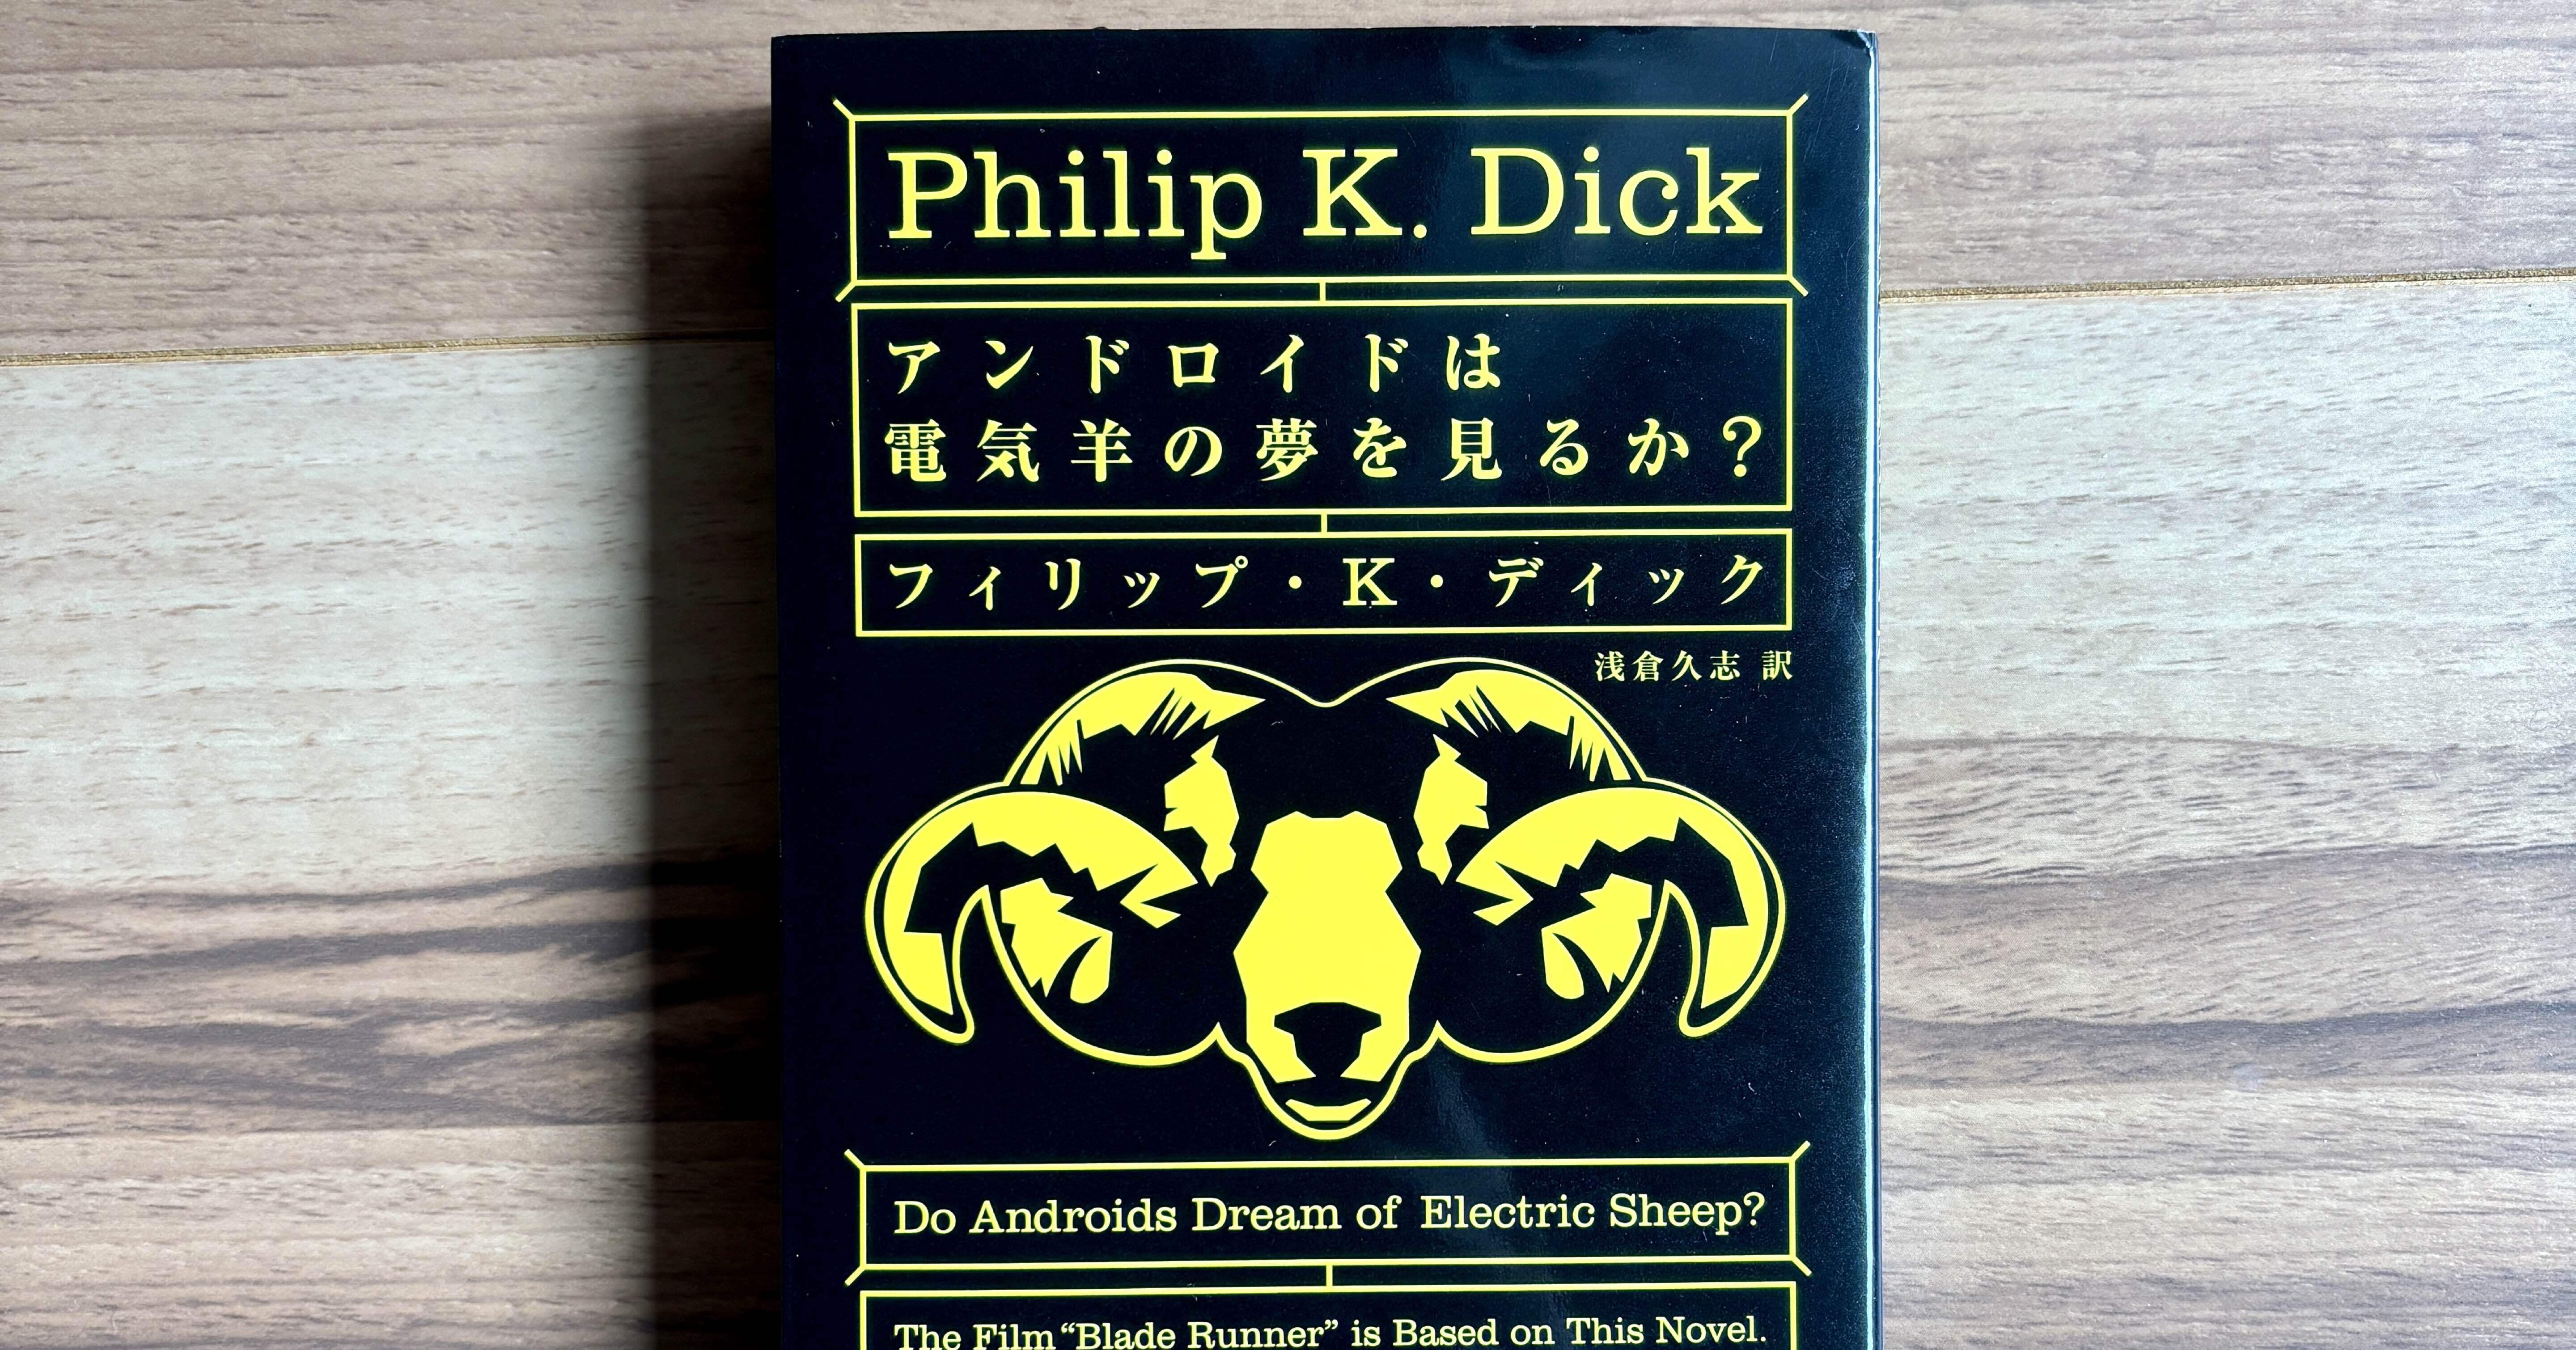 Philip K. Dick
アンドロイドは
電気羊の夢を見るか?
フィリップ・K・ディック
浅倉久志 訳
Do Androids Dream of Electric Sheep?
The Film “Blade Runner” is Based on This Novel.